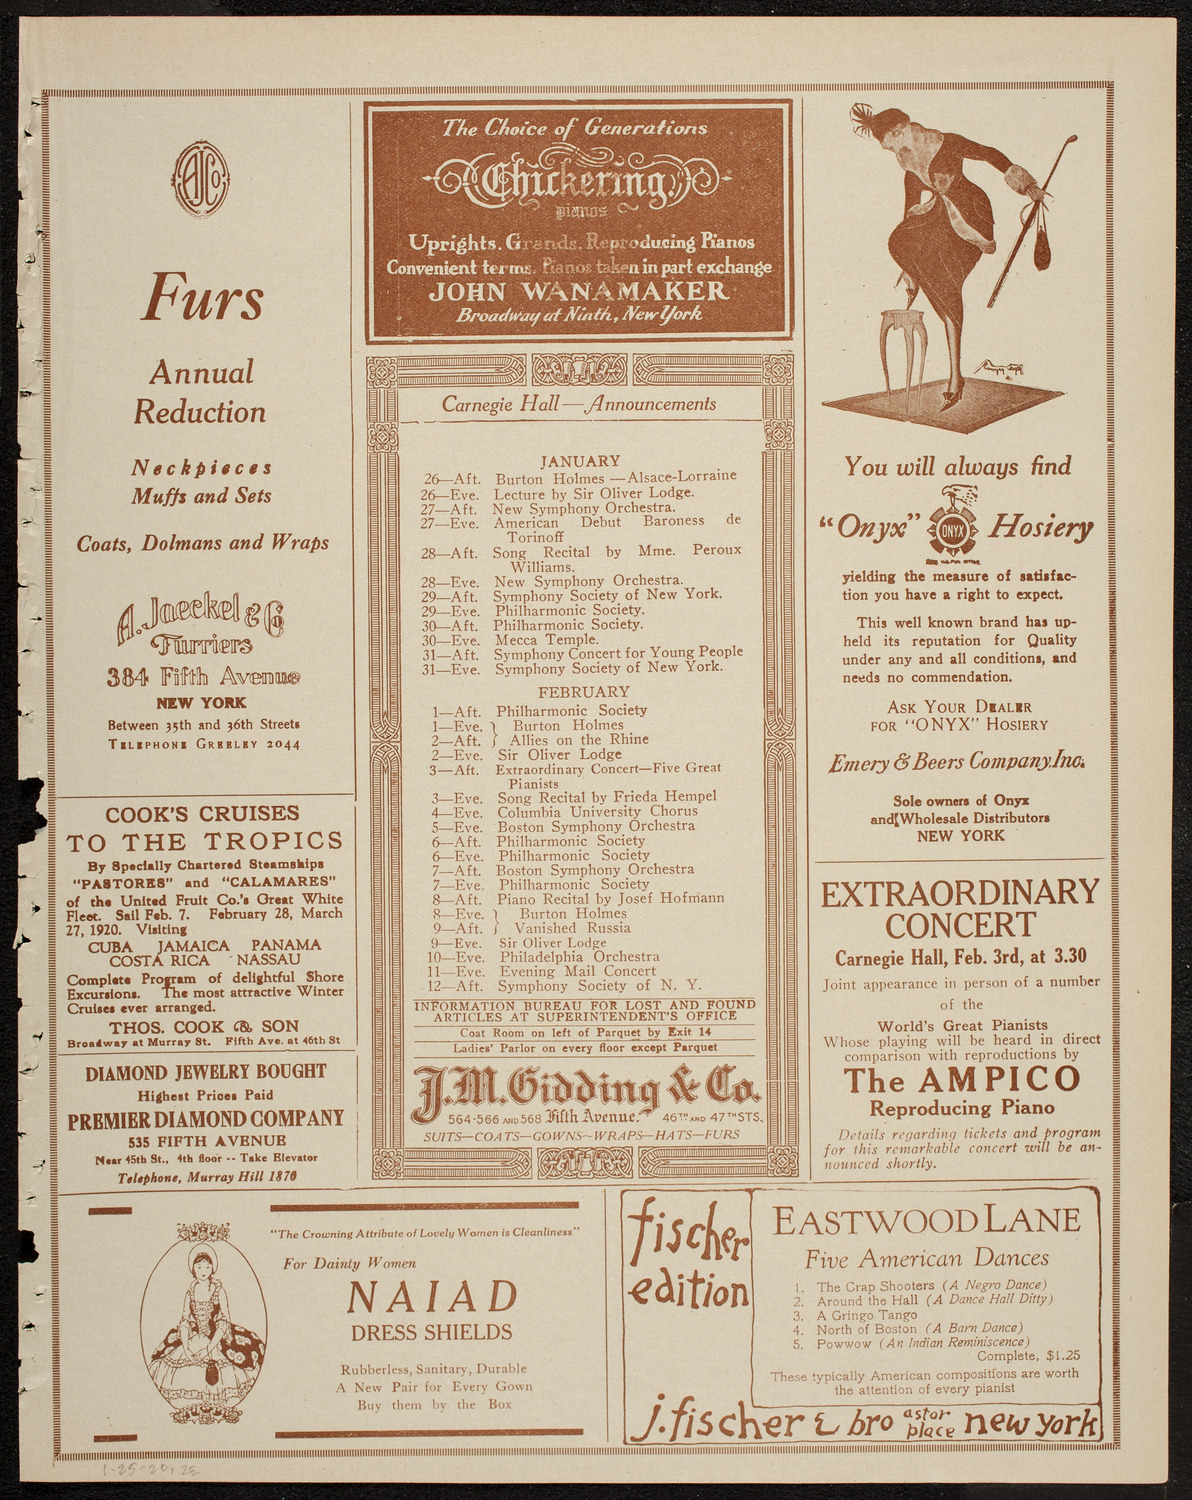 AJCo
Furs
Annual
Reduction
Neckpieces
Muffs and Sets
Coats, Dolmans and Wraps
A. Jaeckel & Co
Furriers
384 Fifth Avenue
NEW YORK
Between 35th and 36th Streets
TELEPHONE GREELEY 2044
COOK'S CRUISES
TO THE TROPICS
By Specially Chartered Steamships
"PASTORES" and "CALAMARES"
of the United Fruit Co.'s Great White
Fleet. Sail Feb. 7. February 28, March
27, 1920. Visiting
CUBA JAMAICA PANAMA
COSTA RICA NASSAU
Complete Program of delightful Shore
Excursions. The most attractive Winter
Cruises ever arranged.
THOS. COOK & SON
Broadway at Murray St. Fifth Ave. at 46th St
DIAMOND JEWELRY BOUGHT
Highest Prices Paid
PREMIER DIAMOND COMPANY
535 FIFTH AVENUE
Near 45th St., 4th floor -- Take Elevator
Telephone, Murray Hill 1870
The Choice of Generations
Chickering
pianos
Uprights. Grands. Reproducing Pianos
Convenient terms. Pianos taken in part exchange
JOHN WANAMAKER
Broadway at Ninth, New York
Carnegie Hall—Announcements
JANUARY
26—Aft. Burton Holmes—Alsace-Lorraine
26—Eve. Lecture by Sir Oliver Lodge.
27—Aft. New Symphony Orchestra.
27—Eve. American Debut Baroness de
Torinoff
28—Aft. Song Recital by Mme. Peroux
Williams.
28—Eve. New Symphony Orchestra.
29—Aft. Symphony Society of New York.
29—Eve. Philharmonic Society.
30—Aft. Philharmonic Society.
30—Eve. Mecca Temple.
31—Aft. Symphony Concert for Young People
31—Eve. Symphony Society of New York.
FEBRUARY
1—Aft. Philharmonic Society
1—Eve. } Burton Holmes
2—Aft. } Allies on the Rhine
2—Eve. Sir Oliver Lodge
3—Aft. Extraordinary Concert—Five Great
Pianists
3—Eve. Song Recital by Frieda Hempel
4—Eve. Columbia University Chorus
5—Eve. Boston Symphony Orchestra
6—Aft. Philharmonic Society
6—Eve. Philharmonic Society
7—Aft. Boston Symphony Orchestra
7—Eve. Philharmonic Society
8—Aft. Piano Recital by Josef Hofmann
8—Eve. } Burton Holmes
9—Aft. } Vanished Russia
9—Eve. Sir Oliver Lodge
10—Eve. Philadelphia Orchestra
11—Eve. Evening Mail Concert
12—Aft. Symphony Society of N. Y.
INFORMATION BUREAU FOR LOST AND FOUND
ARTICLES AT SUPERINTENDENT'S OFFICE
Coat Room on left of Parquet by Exit 14
Ladies' Parlor on every floor except Parquet
J.M. Gidding & Co.
564-566 AND 568 Fifth Avenue. 46TH AND 47TH STS.
SUITS—COATS—GOWNS—WRAPS—HATS—FURS
You will always find
"Onyx" ONYX Hosiery
yielding the measure of satisfac-
tion you have a right to expect.
This well known brand has up-
held its reputation for Quality
under any and all conditions, and
needs no commendation.
ASK YOUR DEALER
FOR "ONYX" HOSIERY
Emery & Beers Company, Inc.
Sole owners of Onyx
and Wholesale Distributors
NEW YORK
EXTRAORDINARY
CONCERT
Carnegie Hall, Feb. 3rd, at 3.30
Joint appearance in person of a number
of the
World's Great Pianists
Whose playing will be heard in direct
comparison with reproductions by
The AMPICO
Reproducing Piano
Details regarding tickets and program
for this remarkable concert will be an-
nounced shortly.
"The Crowning Attribute of Lovely Women is Cleanliness"
For Dainty Women
NAIAD
DRESS SHIELDS
Rubberless, Sanitary, Durable
A New Pair for Every Gown
Buy them by the Box
fischer
edition
EASTWOOD LANE
Five American Dances
1. The Crap Shooters (A Negro Dance)
2. Around the Hall (A Dance Hall Ditty)
3. A Gringo Tango
4. North of Boston (A Barn Dance)
5. Powwow (An Indian Reminiscence)
Complete, $1.25
These typically American compositions are worth
the attention of every pianist
j. fischer & bro astor place new york
1-25-20, 2E